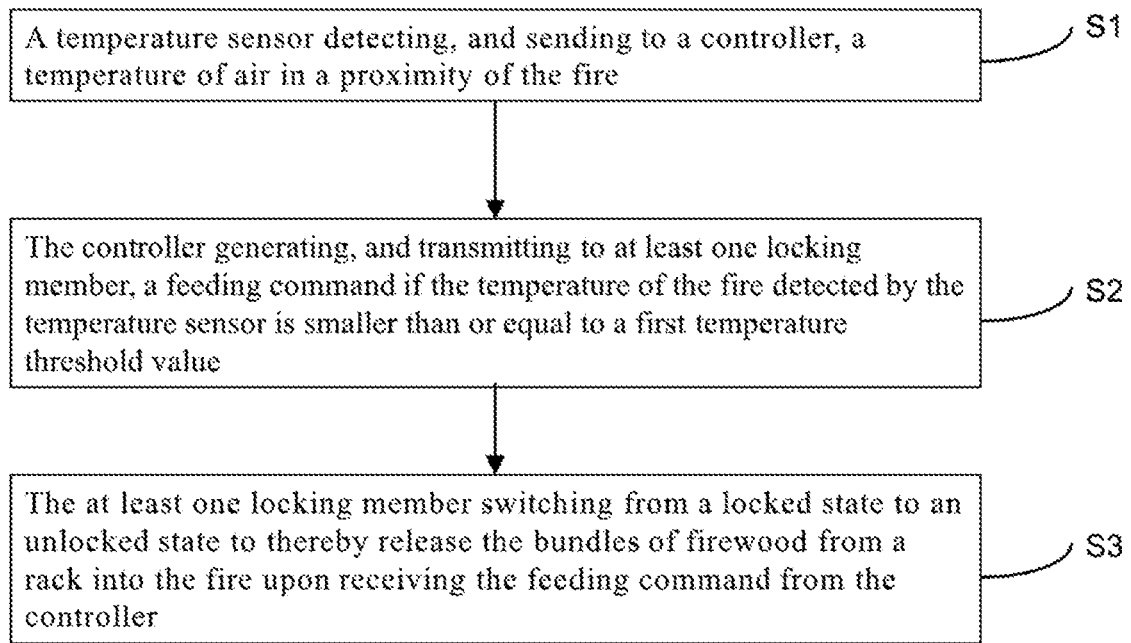 A temperature sensor detecting, and sending to a controller, a
temperature of air in a proximity of the fire
S1
The controller generating, and transmitting to at least one locking
member, a feeding command if the temperature of the fire detected by the
temperature sensor is smaller than or equal to a first temperature
threshold value
S2
The at least one locking member switching from a locked state to an
unlocked state to thereby release the bundles of firewood from a
rack into the fire upon receiving the feeding command from the
controller
S3